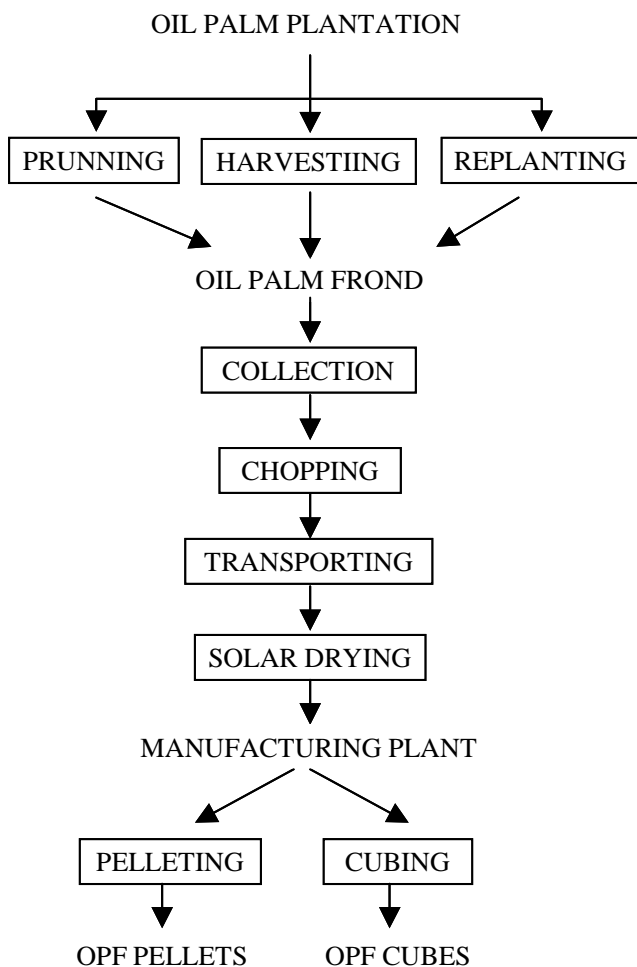 OIL PALM PLANTATION
PRUNNING HARVESTIING REPLANTING
OIL PALM FROND
COLLECTION
CHOPPING
TRANSPORTING
SOLAR DRYING
MANUFACTURING PLANT
PELLETING CUBING
OPF PELLETS OPF CUBES